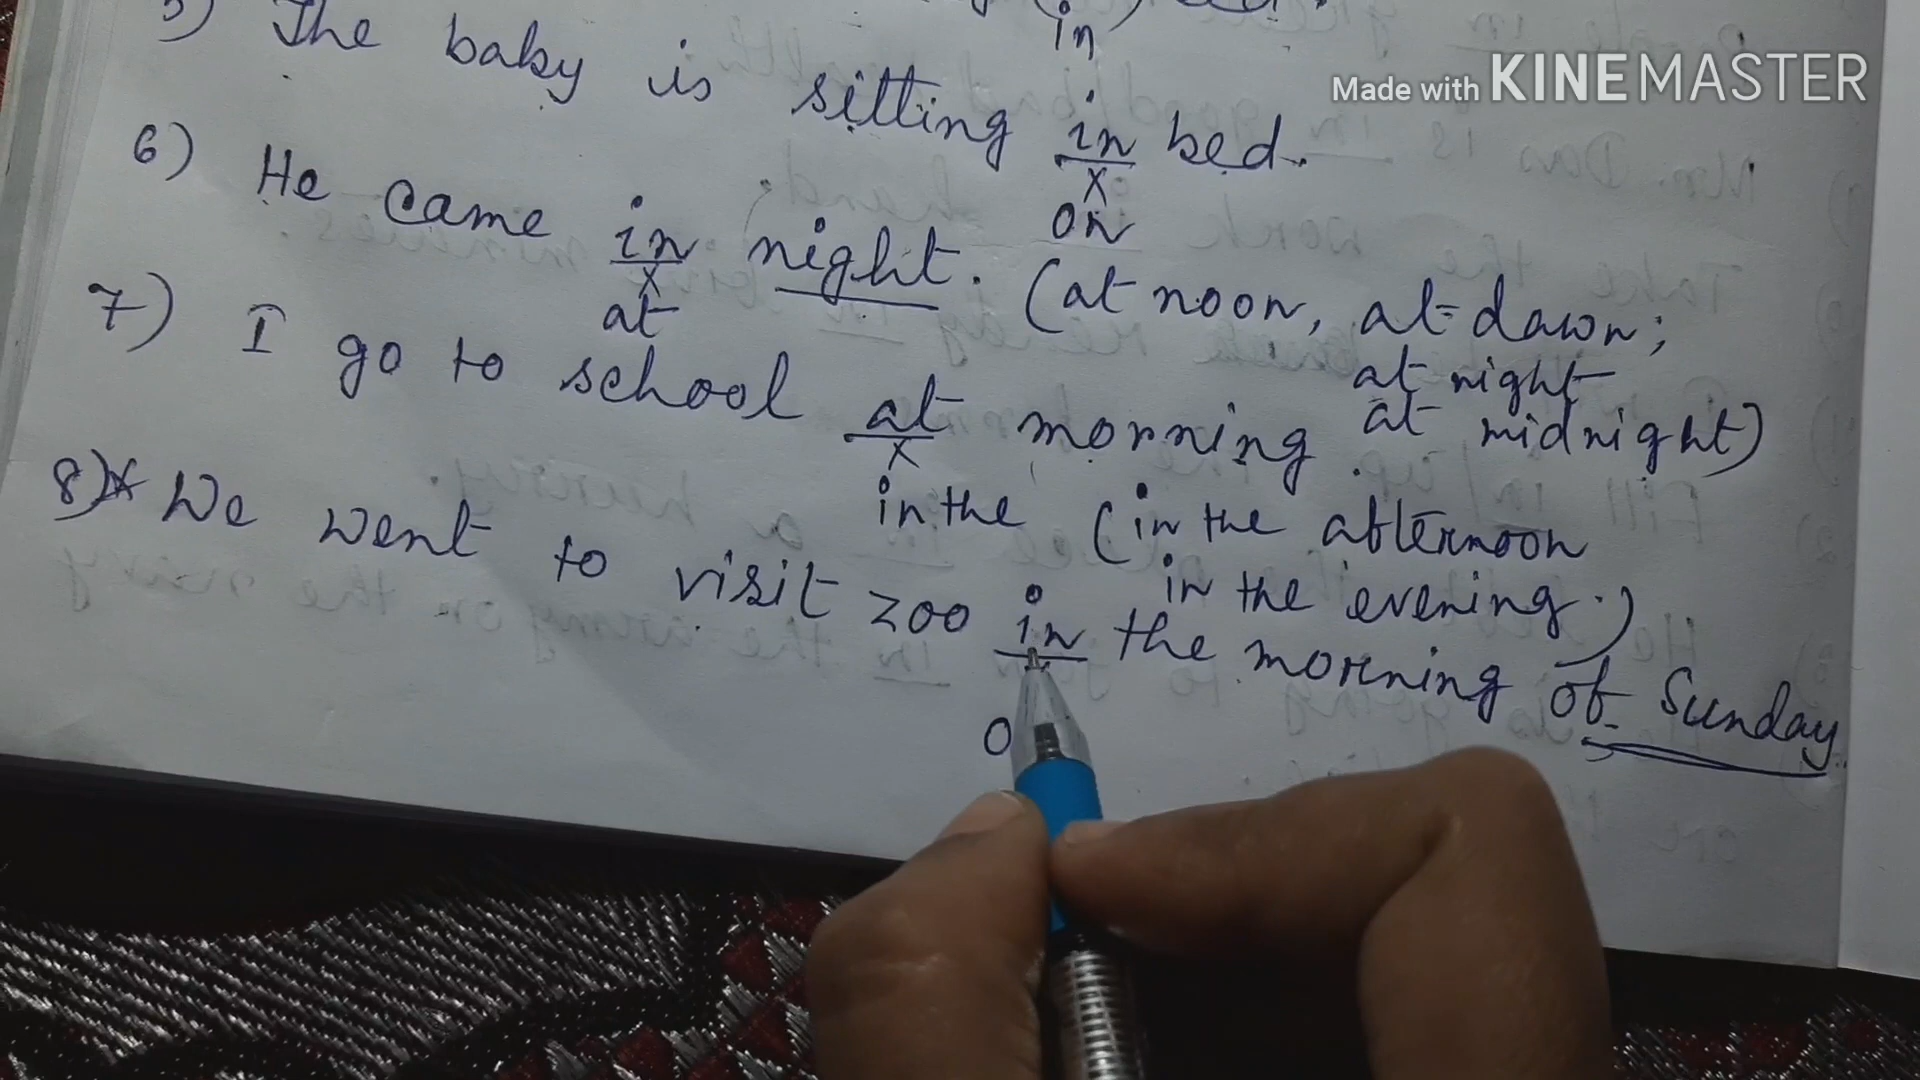 in
5) The baby is sitting in bed.
x
on
6) He came in night. (at noon, at dawn;
x
at
at night
at midnight)
7) I go to school at morning.
x
in the (in the afternoon
in the evening.)
8) We went to visit zoo in the morning of Sunday.
o
Made with KINEMASTER